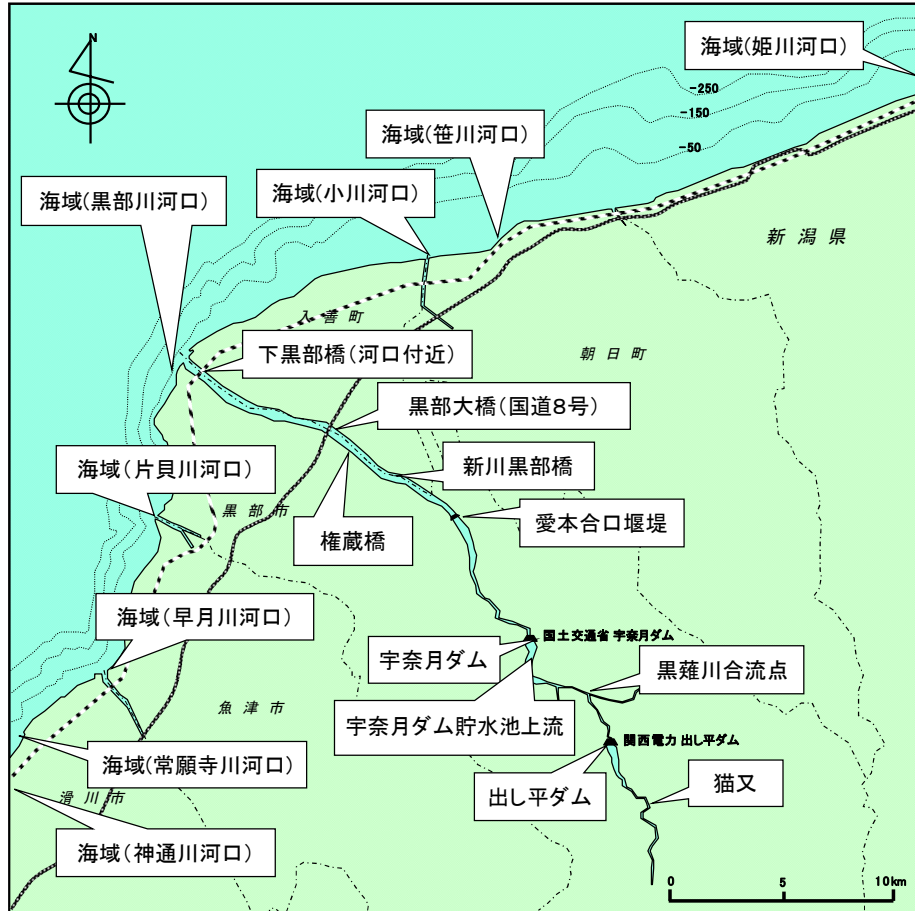 N
海域(姫川河口)
-250
-150
-50
海域(笹川河口)
海域(小川河口)
海域(黒部川河口)
新潟県
入善町
朝日町
下黒部橋(河口付近)
黒部大橋(国道8号)
新川黒部橋
海域(片貝川河口)
黒部市
権蔵橋
愛本合口堰堤
海域(早月川河口)
国土交通省 宇奈月ダム
宇奈月ダム
黒薙川合流点
魚津市
宇奈月ダム貯水池上流
関西電力 出し平ダム
海域(常願寺川河口)
出し平ダム
猫又
滑川市
海域(神通川河口)
0 5 10km